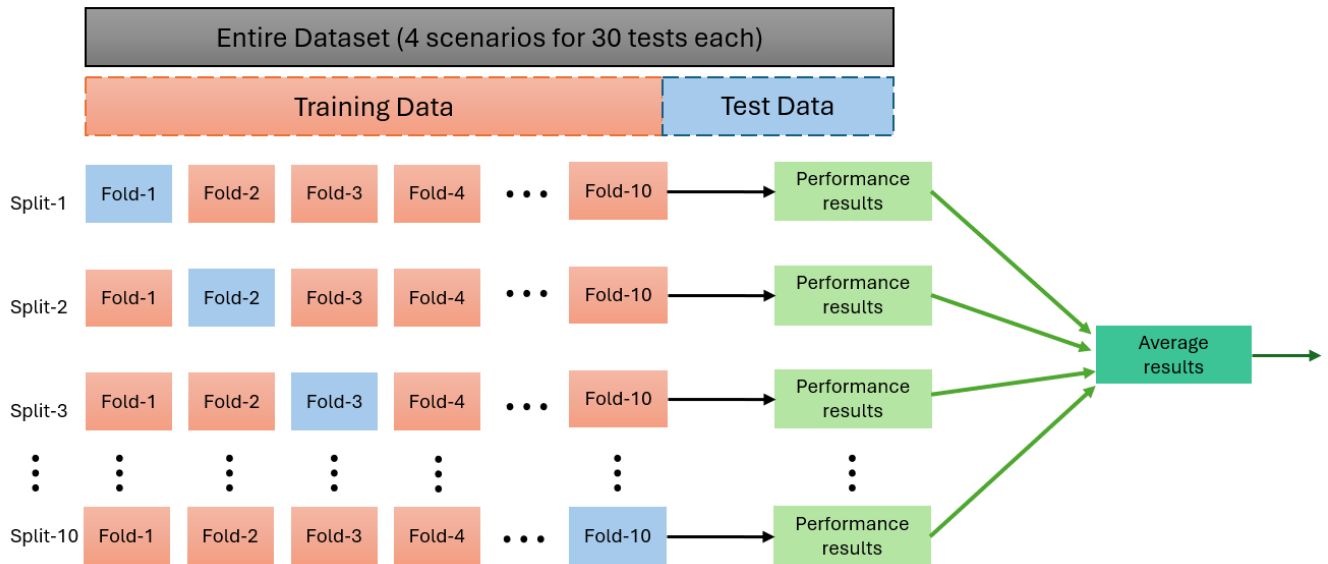 Entire Dataset (4 scenarios for 30 tests each)
Training Data
Test Data
Split-1
Fold-1
Fold-2
Fold-3
Fold-4
Fold-10
Performance
results
Split-2
Fold-1
Fold-2
Fold-3
Fold-4
Fold-10
Performance
results
Average
results
Split-3
Fold-1
Fold-2
Fold-3
Fold-4
Fold-10
Performance
results
Split-10
Fold-1
Fold-2
Fold-3
Fold-4
Fold-10
Performance
results